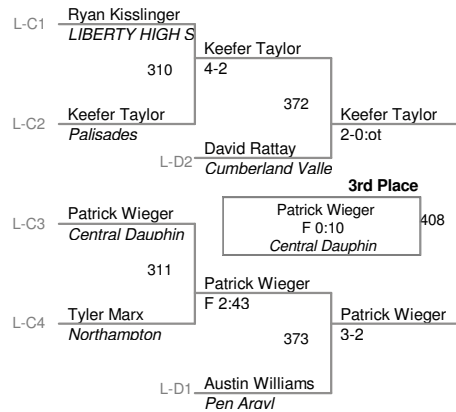 L-C1 Ryan Kisslinger
LIBERTY HIGH S
Keefer Taylor
310 4-2
372
L-C2 Keefer Taylor Keefer Taylor
Palisades 2-0:ot
L-D2 David Rattay
Cumberland Valle
3rd Place
L-C3 Patrick Wieger Patrick Wieger 408
Central Dauphin F 0:10
Central Dauphin
311
Patrick Wieger
F 2:43
L-C4 Tyler Marx Patrick Wieger
Northampton 373 3-2
L-D1 Austin Williams
Pen Argyl